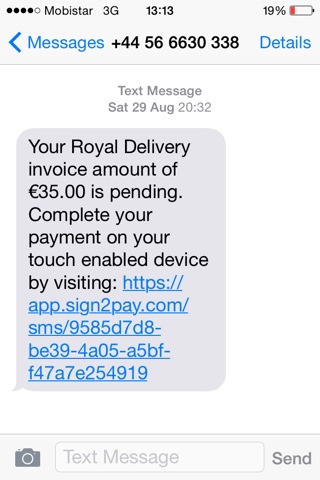 Mobistar 3G 13:13 19%
Messages +44 56 6630 338 Details
Text Message
Sat 29 Aug 20:32
Your Royal Delivery
invoice amount of
€35.00 is pending.
Complete your
payment on your
touch enabled device
by visiting: https://
app.sign2pay.com/
sms/9585d7d8-
be39-4a05-a5bf-
f47a7e254919
Text Message Send